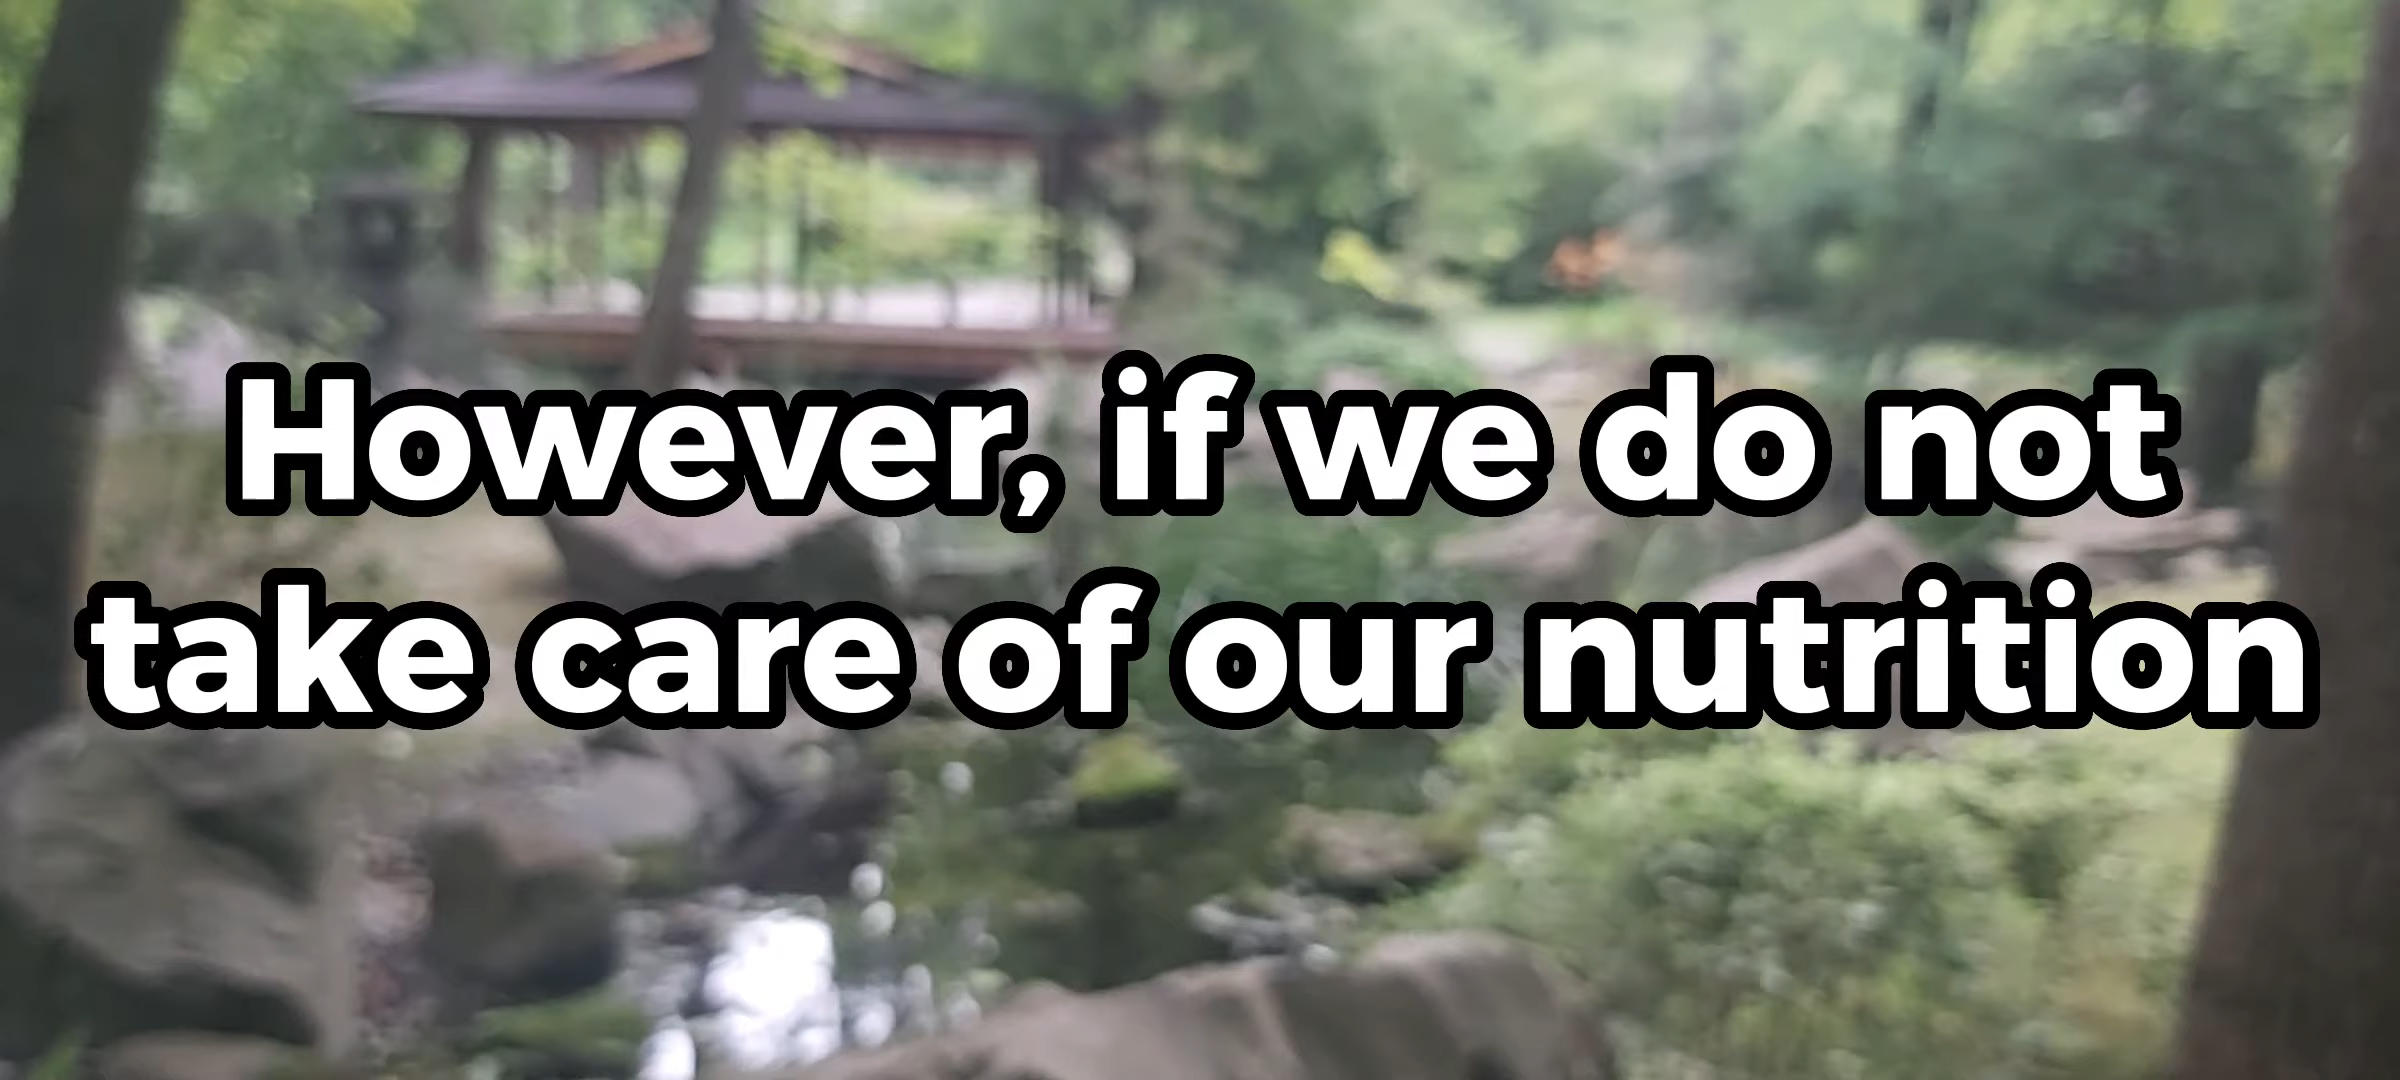 However, if we do not
take care of our nutrition